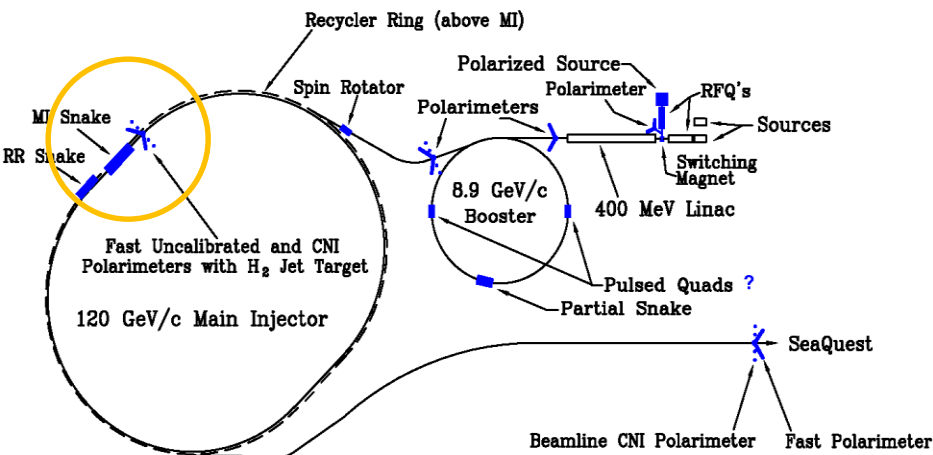 Recycler Ring (above MI)
Polarized Source
Spin Rotator
Polarimeter
RFQ's
Polarimeters
MI Snake
Sources
RR Snake
Switching
Magnet
8.9 GeV/c
Booster
400 MeV Linac
Fast Uncalibrated and CNI
Polarimeters with H₂ Jet Target
Pulsed Quads ?
Partial Snake
120 GeV/c Main Injector
SeaQuest
Beamline CNI Polarimeter
Fast Polarimeter